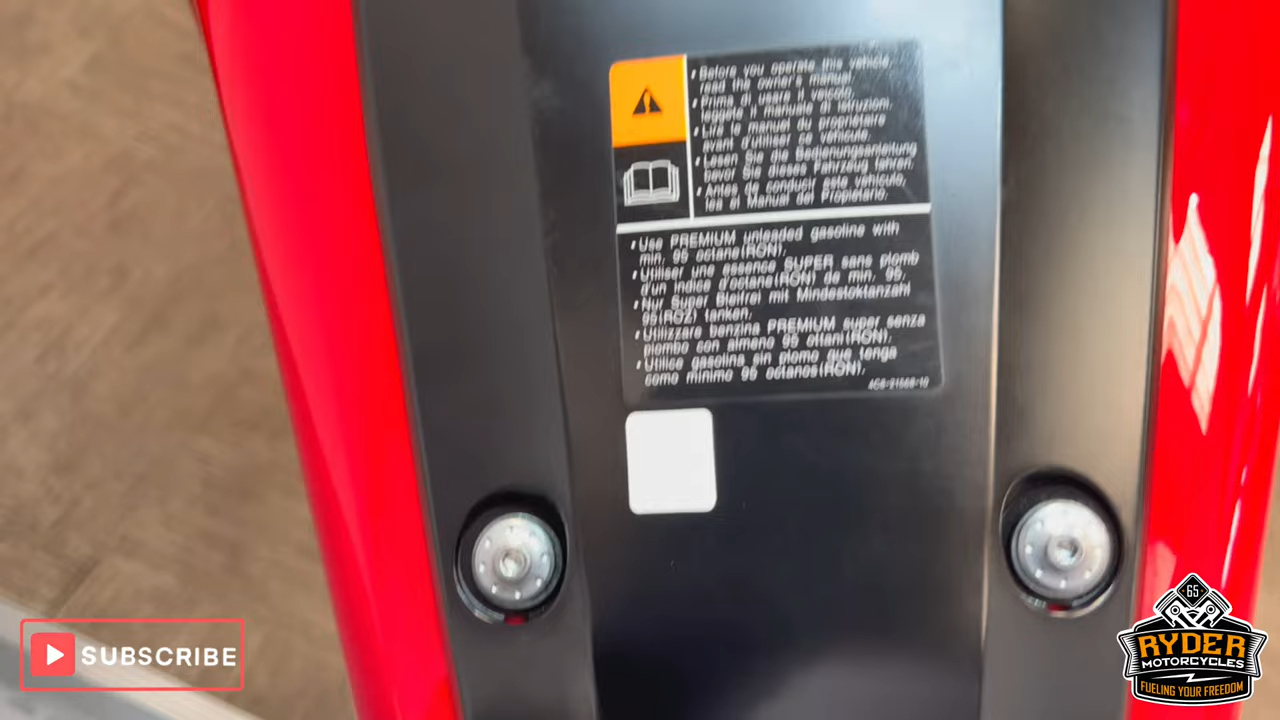 • Before you operate this vehicle,
read the owner's manual.
• Prima di usare il veicolo,
leggete il manuale di istruzioni.
• Lire le manuel du propriétaire
avant d'utiliser ce véhicule.
• Lesen Sie die Bedienungsanleitung
bevor Sie dieses Fahrzeug fahren.
• Antes de conducir este vehículo,
lea el Manual del Propietario.
• Use PREMIUM unleaded gasoline with
min. 95 octane(RON).
• Utiliser une essence SUPER sans plomb
d'un indice d'octane(RON) de min. 95.
• Nur Super Bleifrei mit Mindestoktanzahl
95(ROZ) tanken.
• Utilizzare benzina PREMIUM super senza
piombo con almeno 95 ottani(RON).
• Utilice gasolina sin plomo que tenga
como mínimo 95 octanos(RON).
4C8-21568-10
SUBSCRIBE
65
RYDER
MOTORCYCLES
FUELING YOUR FREEDOM